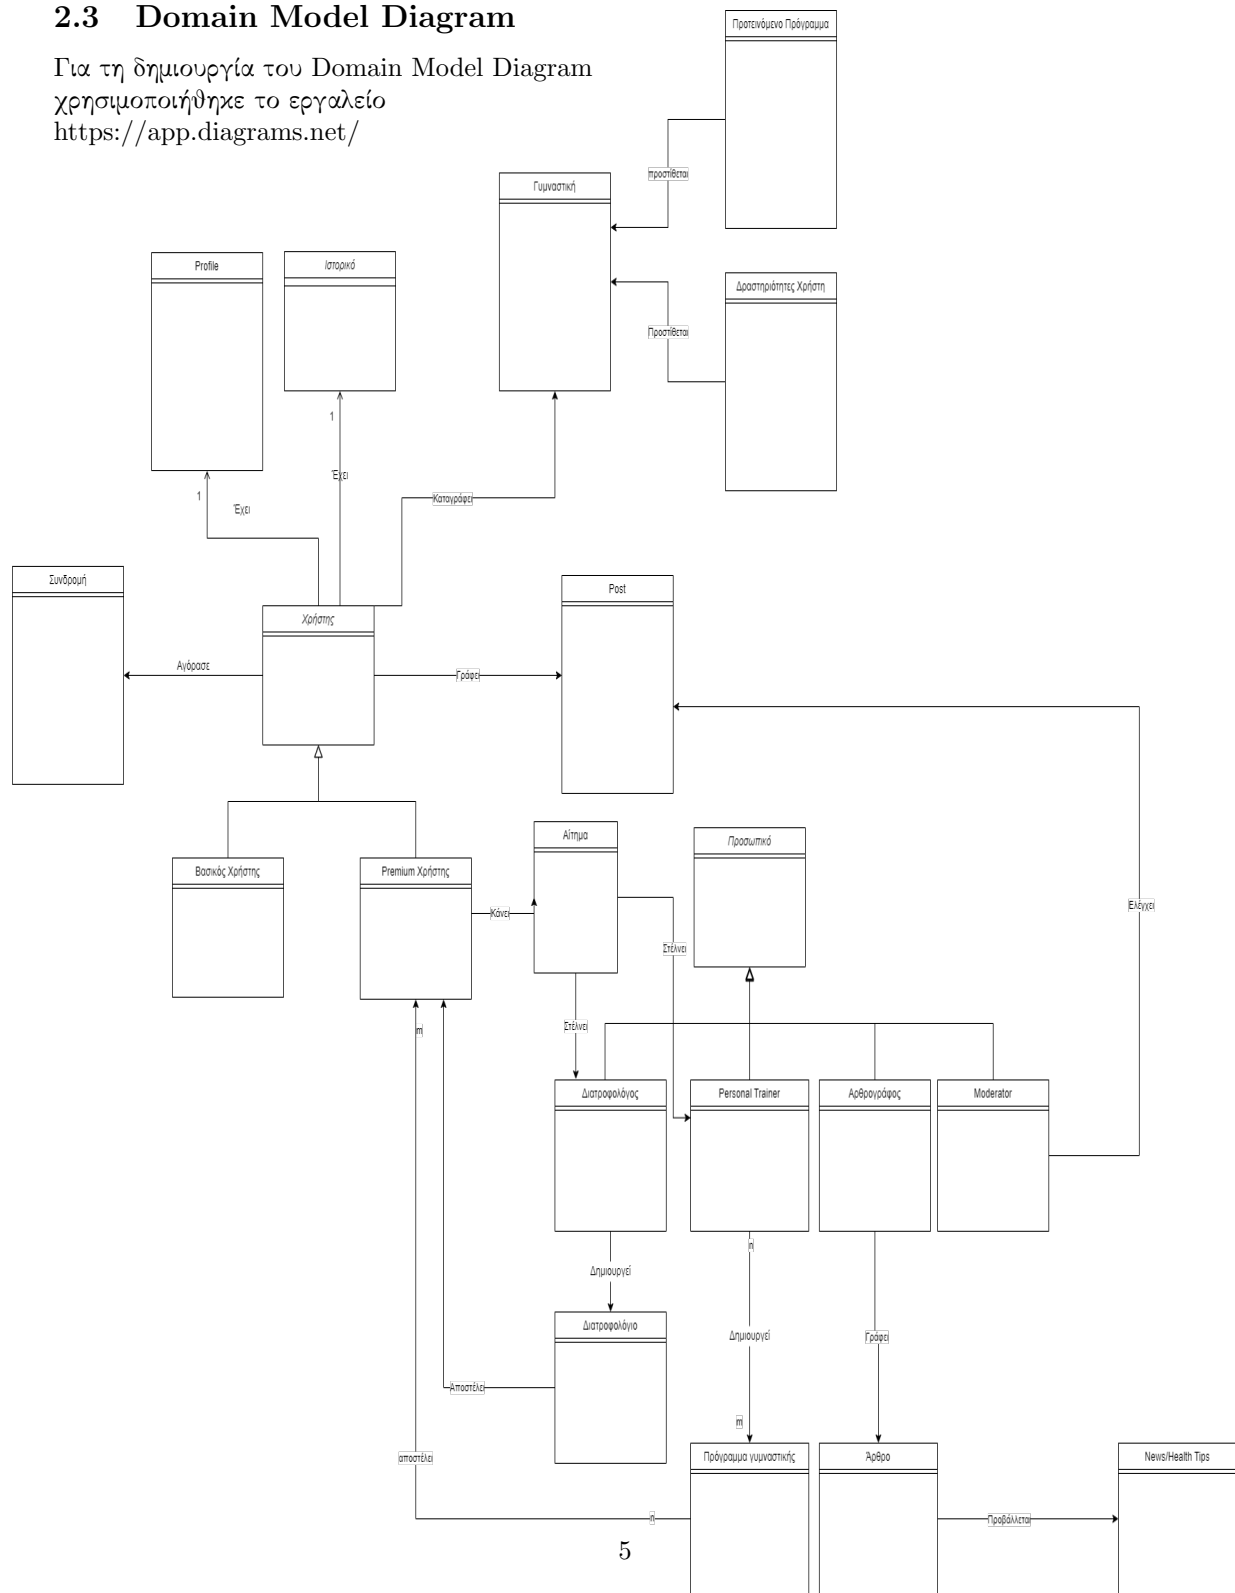 2.3 Domain Model Diagram
Για τη δημιουργία του Domain Model Diagram
χρησιμοποιήθηκε το εργαλείο
https://app.diagrams.net/
Προτεινόμενο Πρόγραμμα
προστίθεται
Γυμναστική
Profile
Ιστορικό
Δραστηριότητες Χρήστη
Προστίθεται
1
1
Έχει
Έχει
Καταγράφει
Συνδρομή
Χρήστης
Post
Αγόρασε
Γράφει
Αίτημα
Προσωπικό
Βασικός Χρήστης
Premium Χρήστης
Κάνει
Στέλνει
Ελέγχει
m
Στέλνει
Διατροφολόγος
Personal Trainer
Αρθρογράφος
Moderator
n
Δημιουργεί
Διατροφολόγιο
Δημιουργεί
Γράφει
Αποστέλει
m
αποστέλει
Πρόγραμμα γυμναστικής
Άρθρο
News/Health Tips
n
Προβάλλεται
5